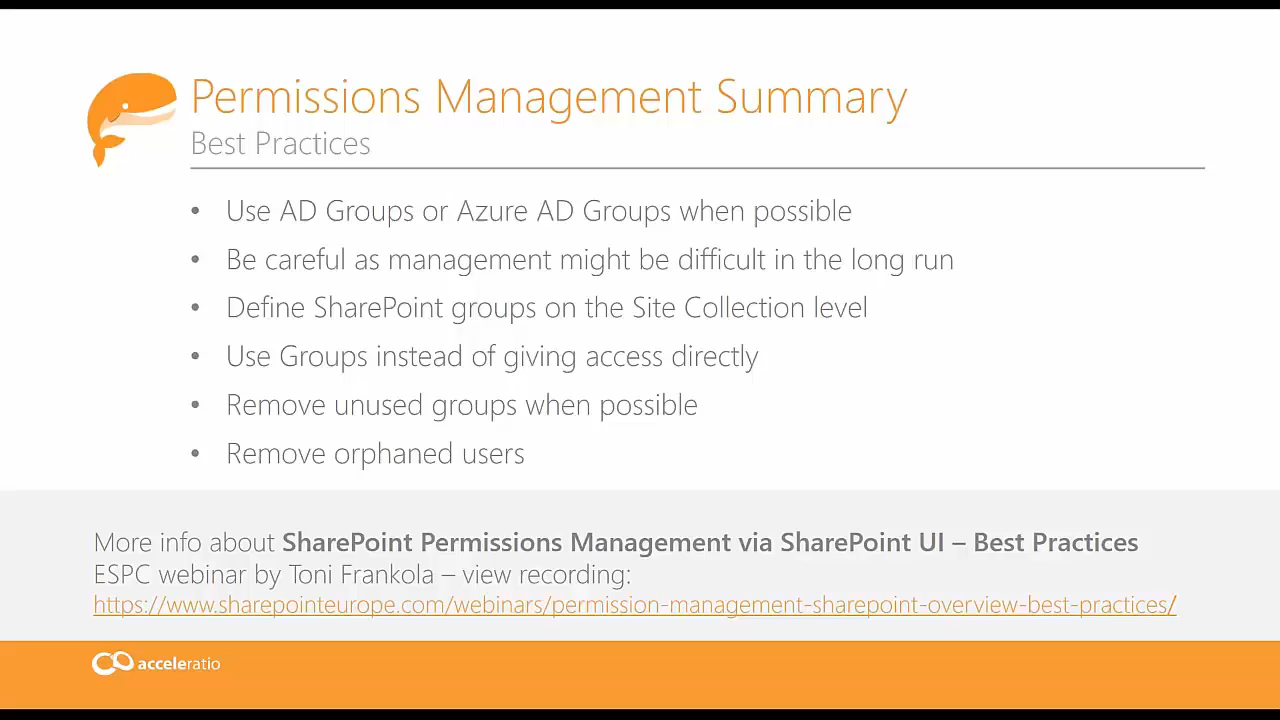 Permissions Management Summary
Best Practices
• Use AD Groups or Azure AD Groups when possible
• Be careful as management might be difficult in the long run
• Define SharePoint groups on the Site Collection level
• Use Groups instead of giving access directly
• Remove unused groups when possible
• Remove orphaned users
More info about SharePoint Permissions Management via SharePoint UI – Best Practices
ESPC webinar by Toni Frankola – view recording:
https://www.sharepointeurope.com/webinars/permission-management-sharepoint-overview-best-practices/
acceleratio